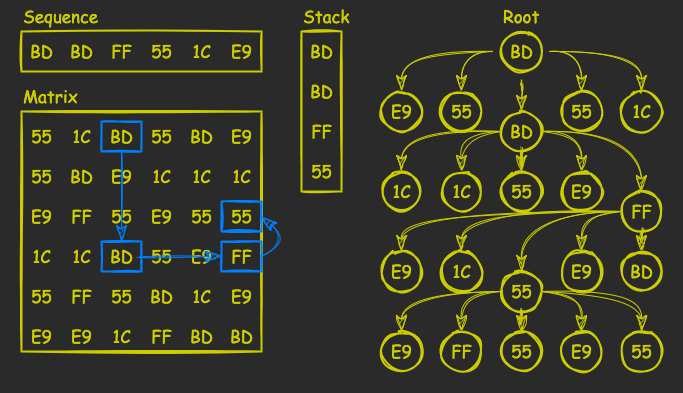 Sequence
BD BD FF 55 1C E9
Matrix
55 1C BD 55 BD E9
55 BD E9 1C 1C 1C
E9 FF 55 E9 55 55
1C 1C BD 55 E9 FF
55 FF 55 BD 1C E9
E9 E9 1C FF BD BD
Stack
BD
BD
FF
55
Root
BD
E9 55 BD 55 1C
1C 1C 55 E9 FF
E9 1C 55 E9 BD
E9 FF 55 E9 55